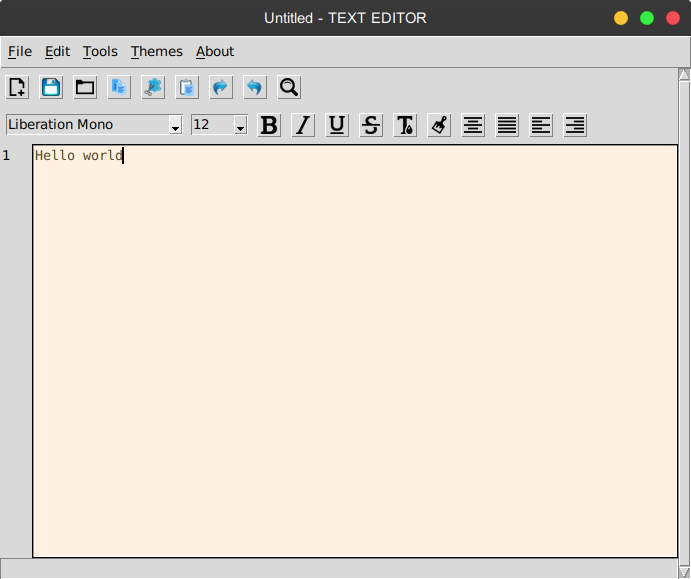 Untitled - TEXT EDITOR
File Edit Tools Themes About
Liberation Mono 12 B I U S T
1 Hello world